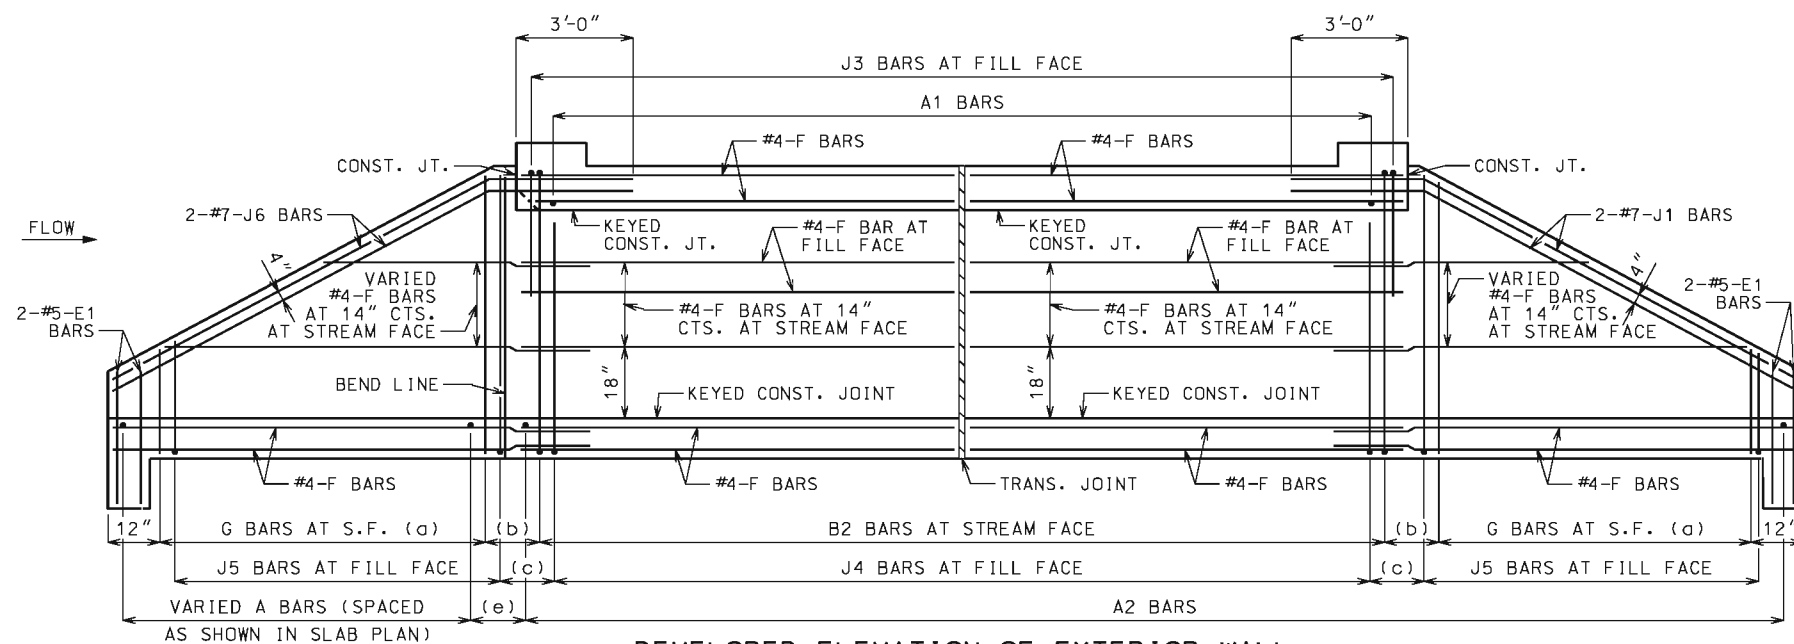 3'-0"
3'-0"
J3 BARS AT FILL FACE
A1 BARS
#4-F BARS
#4-F BARS
CONST. JT.
CONST. JT.
2-#7-J6 BARS
2-#7-J1 BARS
FLOW
KEYED
CONST. JT.
#4-F BAR AT
FILL FACE
KEYED
CONST. JT.
#4-F BAR AT
FILL FACE
4"
4"
VARIED
#4-F BARS
AT 14" CTS.
AT STREAM FACE
VARIED
#4-F BARS
AT 14" CTS.
AT STREAM FACE
2-#5-E1
BARS
2-#5-E1
BARS
#4-F BARS AT 14"
CTS. AT STREAM FACE
#4-F BARS AT 14"
CTS. AT STREAM FACE
BEND LINE
18"
KEYED CONST. JOINT
18"
KEYED CONST. JOINT
#4-F BARS
#4-F BARS
TRANS. JOINT
#4-F BARS
#4-F BARS
12"
G BARS AT S.F. (a)
(b)
B2 BARS AT STREAM FACE
(b)
G BARS AT S.F. (a)
12"
J5 BARS AT FILL FACE
(c)
J4 BARS AT FILL FACE
(c)
J5 BARS AT FILL FACE
VARIED A BARS (SPACED
AS SHOWN IN SLAB PLAN)
(e)
A2 BARS
DEVELOPED ELEVATION OF EXTERIOR WALL